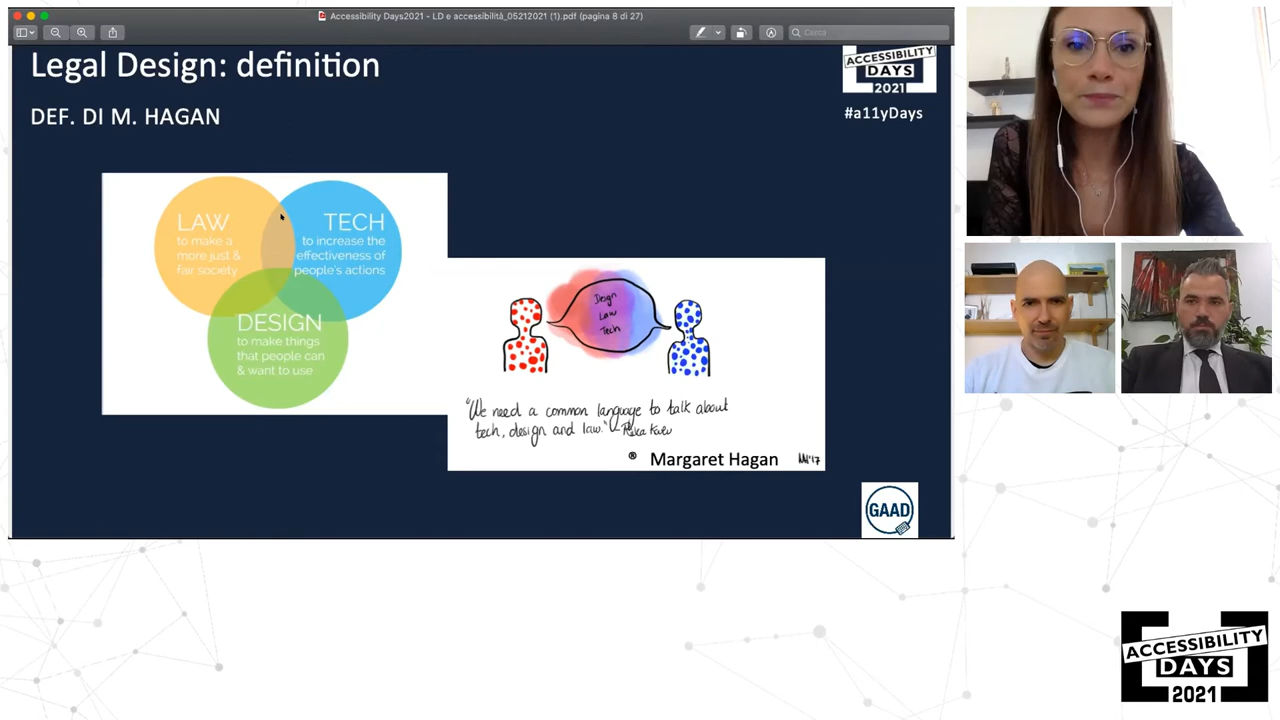 Accessibility Days2021 - LD e accessibilità_05212021 (1).pdf (pagina 8 di 27)
Cerca
Legal Design: definition
DEF. DI M. HAGAN
ACCESSIBILITY
DAYS
2021
#a11yDays
LAW
to make a
more just &
fair society
TECH
to increase the
effectiveness of
people's actions
DESIGN
to make things
that people can
& want to use
Design
Law
Tech
"We need a common language to talk about
tech, design and law." -
® Margaret Hagan
GAAD
ACCESSIBILITY
DAYS
2021